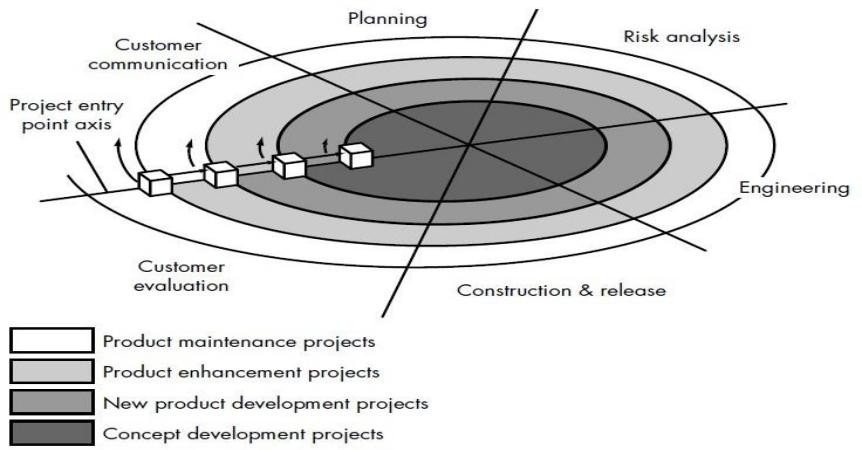 Planning
Risk analysis
Customer
communication
Project entry
point axis
Engineering
Customer
evaluation
Construction & release
Product maintenance projects
Product enhancement projects
New product development projects
Concept development projects